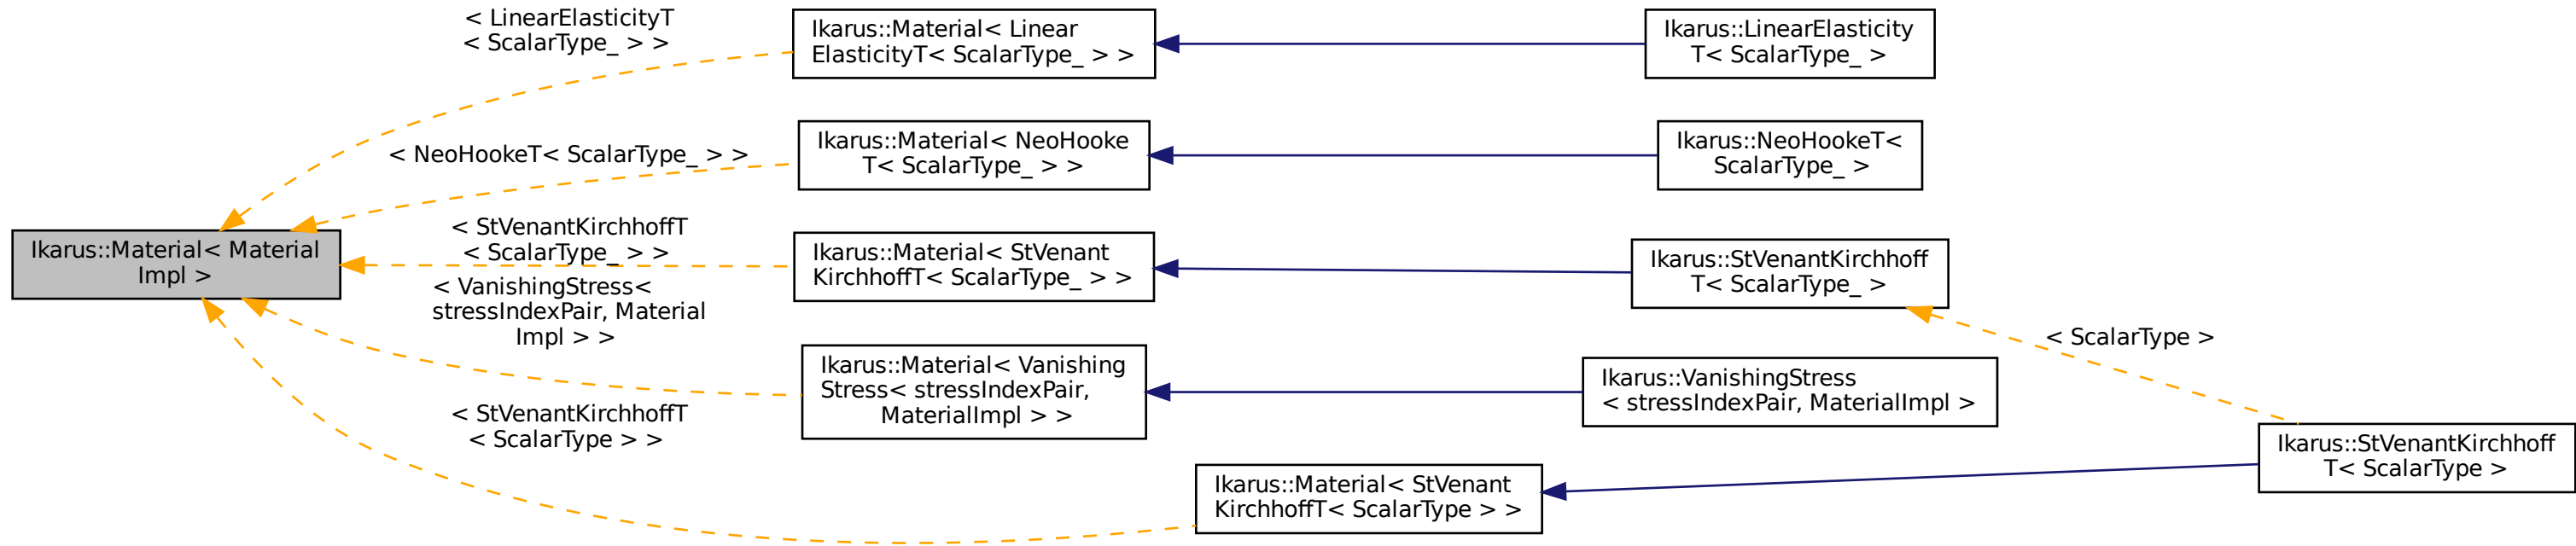 < LinearElasticityT
< ScalarType_ > >
Ikarus::Material< Linear
ElasticityT< ScalarType_ > >
Ikarus::LinearElasticity
T< ScalarType_ >
< NeoHookeT< ScalarType_ > >
Ikarus::Material< NeoHooke
T< ScalarType_ > >
Ikarus::NeoHookeT<
ScalarType_ >
Ikarus::Material< Material
Impl >
< StVenantKirchhoffT
< ScalarType_ > >
Ikarus::Material< StVenant
KirchhoffT< ScalarType_ > >
Ikarus::StVenantKirchhoff
T< ScalarType_ >
< VanishingStress<
stressIndexPair, Material
Impl > >
< ScalarType >
Ikarus::Material< Vanishing
Stress< stressIndexPair,
MaterialImpl > >
Ikarus::VanishingStress
< stressIndexPair, MaterialImpl >
< StVenantKirchhoffT
< ScalarType > >
Ikarus::Material< StVenant
KirchhoffT< ScalarType > >
Ikarus::StVenantKirchhoff
T< ScalarType >